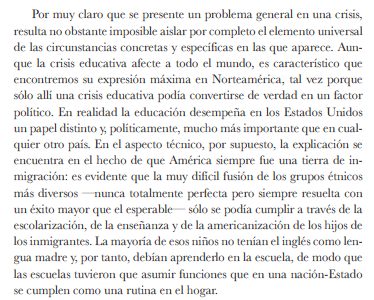 Por muy claro que se presente un problema general en una crisis,
resulta no obstante imposible aislar por completo el elemento universal
de las circunstancias concretas y específicas en las que aparece. Aun-
que la crisis educativa afecte a todo el mundo, es característico que
encontremos su expresión máxima en Norteamérica, tal vez porque
sólo allí una crisis educativa podía convertirse de verdad en un factor
político. En realidad la educación desempeña en los Estados Unidos
un papel distinto y, políticamente, mucho más importante que en cual-
quier otro país. En el aspecto técnico, por supuesto, la explicación se
encuentra en el hecho de que América siempre fue una tierra de in-
migración: es evidente que la muy difícil fusión de los grupos étnicos
más diversos —nunca totalmente perfecta pero siempre resuelta con
un éxito mayor que el esperable— sólo se podía cumplir a través de la
escolarización, de la enseñanza y de la americanización de los hijos de
los inmigrantes. La mayoría de esos niños no tenían el inglés como len-
gua madre y, por tanto, debían aprenderlo en la escuela, de modo que
las escuelas tuvieron que asumir funciones que en una nación-Estado
se cumplen como una rutina en el hogar.